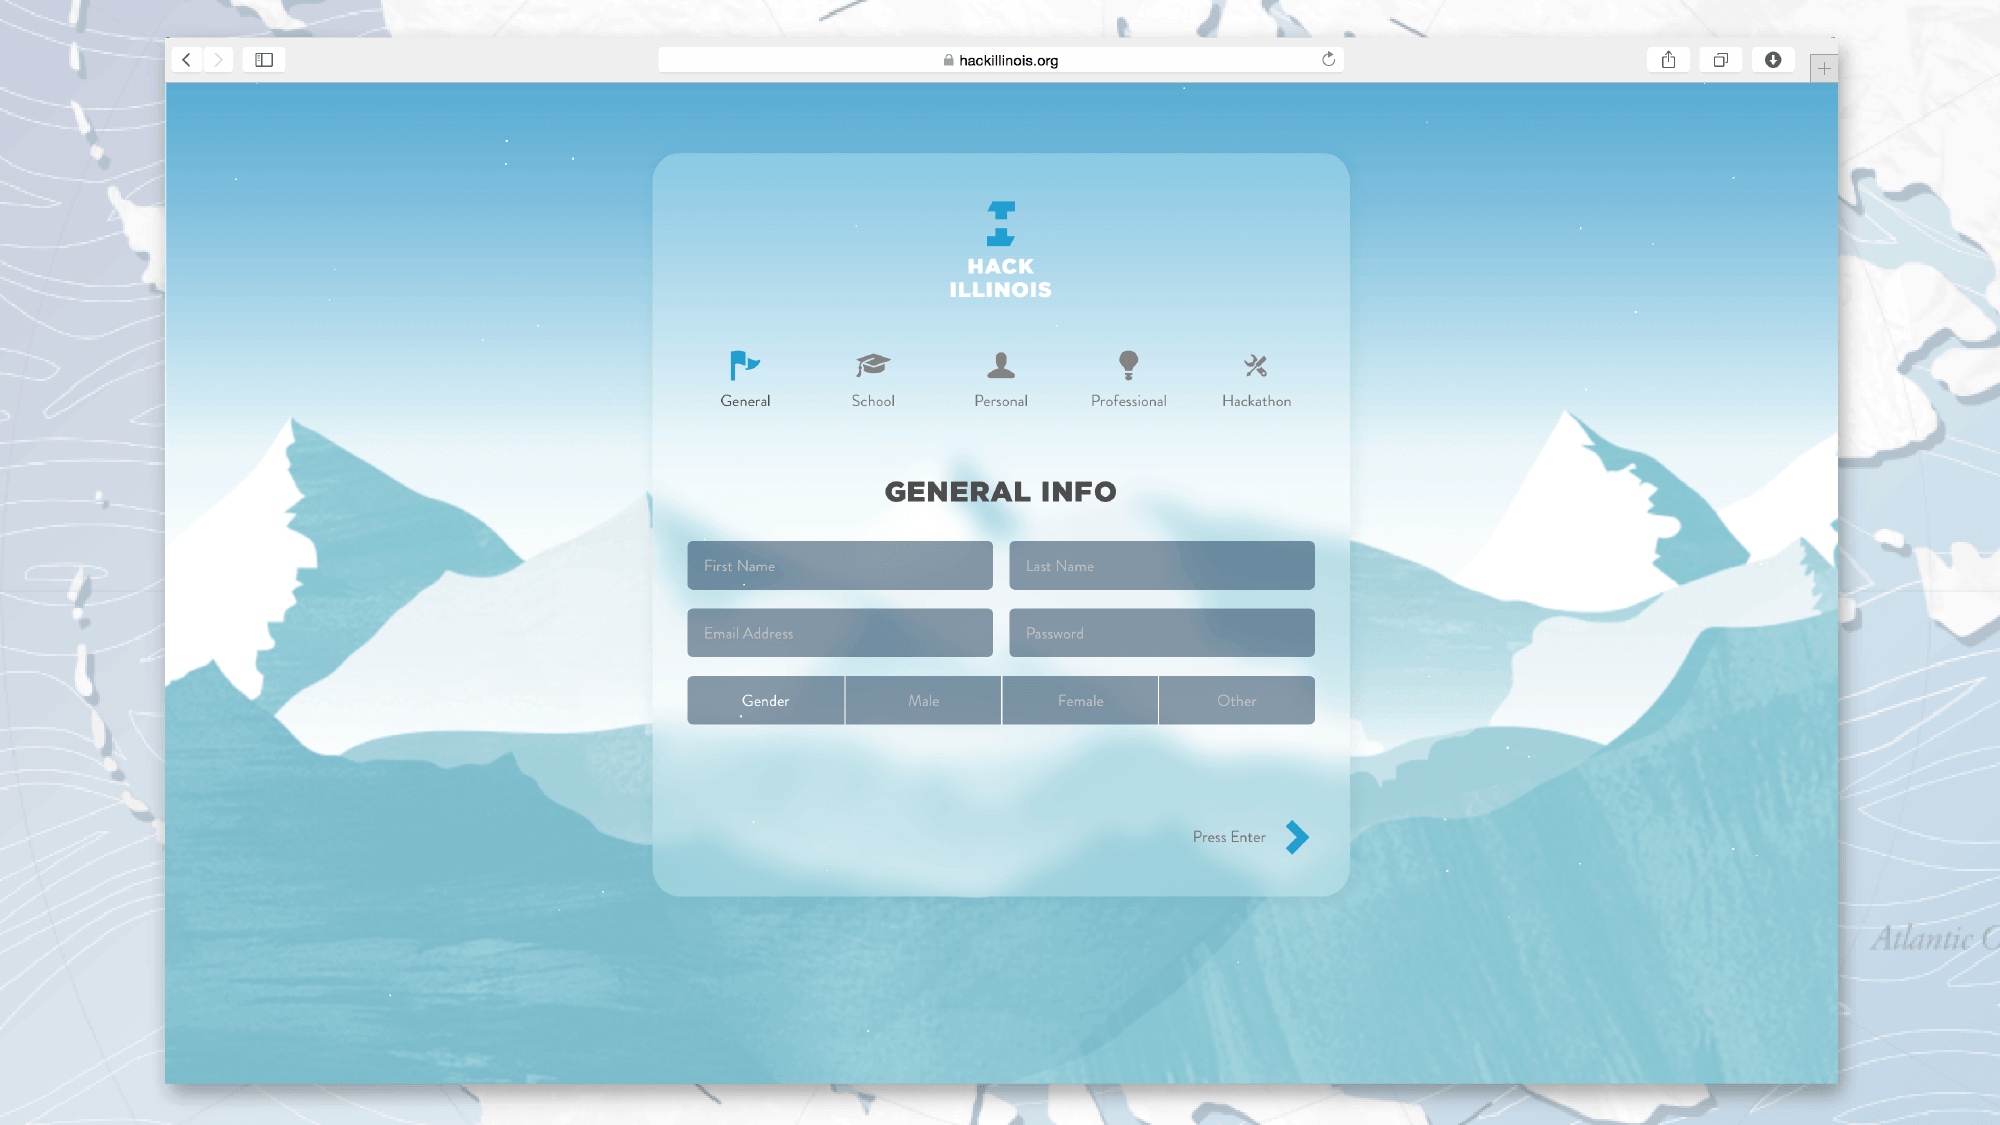 hackillinois.org
HACK
ILLINOIS
General School Personal Professional Hackathon
GENERAL INFO
First Name Last Name
Email Address Password
Gender Male Female Other
Press Enter
Atlantic